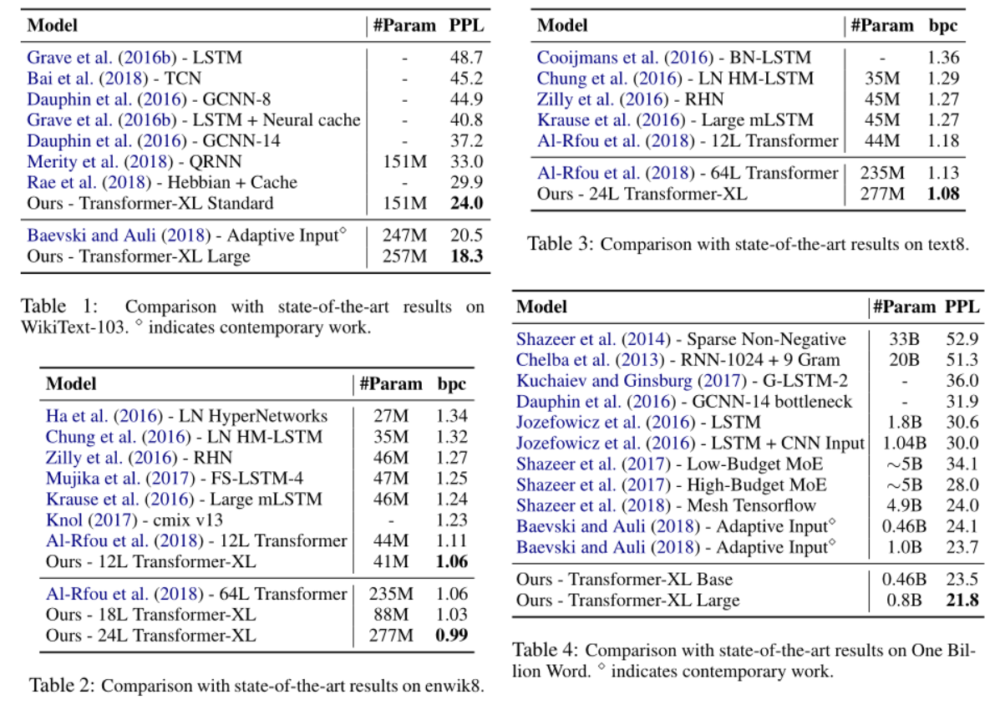 Model #Param PPL
Grave et al. (2016b) - LSTM - 48.7
Bai et al. (2018) - TCN - 45.2
Dauphin et al. (2016) - GCNN-8 - 44.9
Grave et al. (2016b) - LSTM + Neural cache - 40.8
Dauphin et al. (2016) - GCNN-14 - 37.2
Merity et al. (2018) - QRNN 151M 33.0
Rae et al. (2018) - Hebbian + Cache - 29.9
Ours - Transformer-XL Standard 151M 24.0
Baevski and Auli (2018) - Adaptive Input◇ 247M 20.5
Ours - Transformer-XL Large 257M 18.3
Table 1: Comparison with state-of-the-art results on
WikiText-103. ◇ indicates contemporary work.
Model #Param bpc
Ha et al. (2016) - LN HyperNetworks 27M 1.34
Chung et al. (2016) - LN HM-LSTM 35M 1.32
Zilly et al. (2016) - RHN 46M 1.27
Mujika et al. (2017) - FS-LSTM-4 47M 1.25
Krause et al. (2016) - Large mLSTM 46M 1.24
Knol (2017) - cmix v13 - 1.23
Al-Rfou et al. (2018) - 12L Transformer 44M 1.11
Ours - 12L Transformer-XL 41M 1.06
Al-Rfou et al. (2018) - 64L Transformer 235M 1.06
Ours - 18L Transformer-XL 88M 1.03
Ours - 24L Transformer-XL 277M 0.99
Table 2: Comparison with state-of-the-art results on enwik8.
Model #Param bpc
Cooijmans et al. (2016) - BN-LSTM - 1.36
Chung et al. (2016) - LN HM-LSTM 35M 1.29
Zilly et al. (2016) - RHN 45M 1.27
Krause et al. (2016) - Large mLSTM 45M 1.27
Al-Rfou et al. (2018) - 12L Transformer 44M 1.18
Al-Rfou et al. (2018) - 64L Transformer 235M 1.13
Ours - 24L Transformer-XL 277M 1.08
Table 3: Comparison with state-of-the-art results on text8.
Model #Param PPL
Shazeer et al. (2014) - Sparse Non-Negative 33B 52.9
Chelba et al. (2013) - RNN-1024 + 9 Gram 20B 51.3
Kuchaiev and Ginsburg (2017) - G-LSTM-2 - 36.0
Dauphin et al. (2016) - GCNN-14 bottleneck - 31.9
Jozefowicz et al. (2016) - LSTM 1.8B 30.6
Jozefowicz et al. (2016) - LSTM + CNN Input 1.04B 30.0
Shazeer et al. (2017) - Low-Budget MoE ~5B 34.1
Shazeer et al. (2017) - High-Budget MoE ~5B 28.0
Shazeer et al. (2018) - Mesh Tensorflow 4.9B 24.0
Baevski and Auli (2018) - Adaptive Input◇ 0.46B 24.1
Baevski and Auli (2018) - Adaptive Input◇ 1.0B 23.7
Ours - Transformer-XL Base 0.46B 23.5
Ours - Transformer-XL Large 0.8B 21.8
Table 4: Comparison with state-of-the-art results on One Bil-
lion Word. ◇ indicates contemporary work.